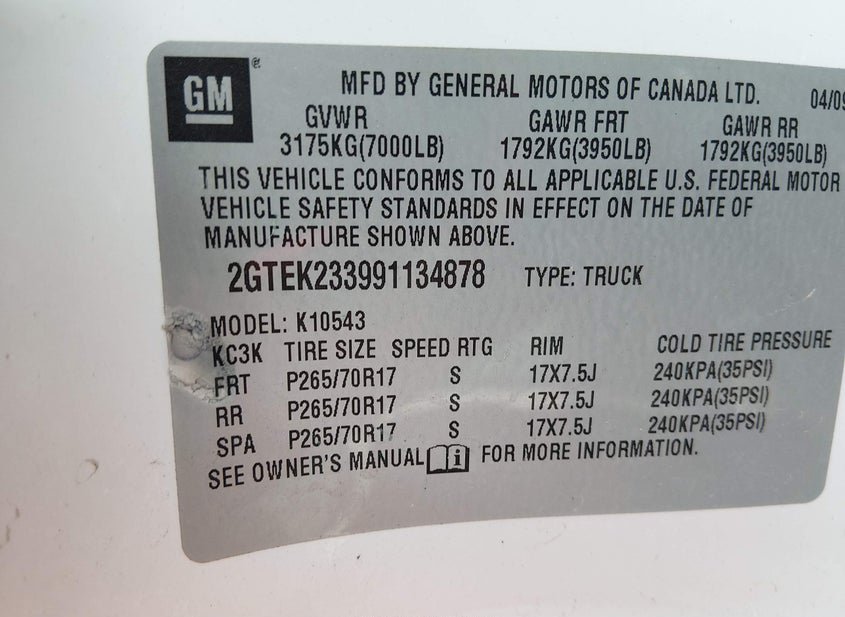 GM®
MFD BY GENERAL MOTORS OF CANADA LTD. 04/09
GVWR GAWR FRT GAWR RR
3175KG(7000LB) 1792KG(3950LB) 1792KG(3950LB)
THIS VEHICLE CONFORMS TO ALL APPLICABLE U.S. FEDERAL MOTOR
VEHICLE SAFETY STANDARDS IN EFFECT ON THE DATE OF
MANUFACTURE SHOWN ABOVE.
2GTEK233991134878 TYPE: TRUCK
MODEL: K10543
KC3K TIRE SIZE SPEED RTG RIM COLD TIRE PRESSURE
FRT P265/70R17 S 17X7.5J 240KPA(35PSI)
RR P265/70R17 S 17X7.5J 240KPA(35PSI)
SPA P265/70R17 S 17X7.5J 240KPA(35PSI)
SEE OWNER'S MANUAL i FOR MORE INFORMATION.